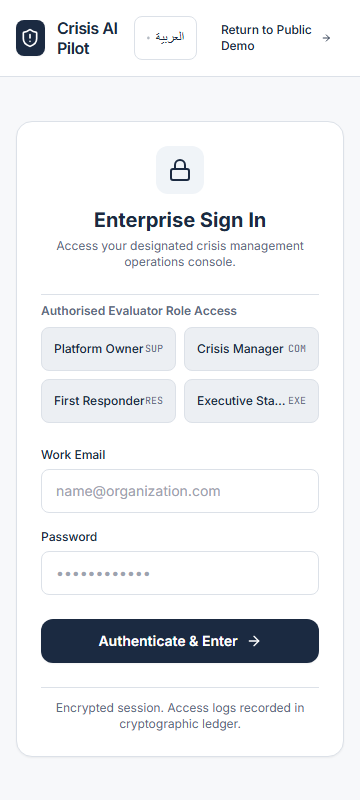 Crisis AI
Pilot
العربية
Return to Public
Demo
Enterprise Sign In
Access your designated crisis management
operations console.
Authorised Evaluator Role Access
Platform Owner SUP
Crisis Manager COM
First Responder RES
Executive Sta... EXE
Work Email
name@organization.com
Password
••••••••••••
Authenticate & Enter
Encrypted session. Access logs recorded in
cryptographic ledger.